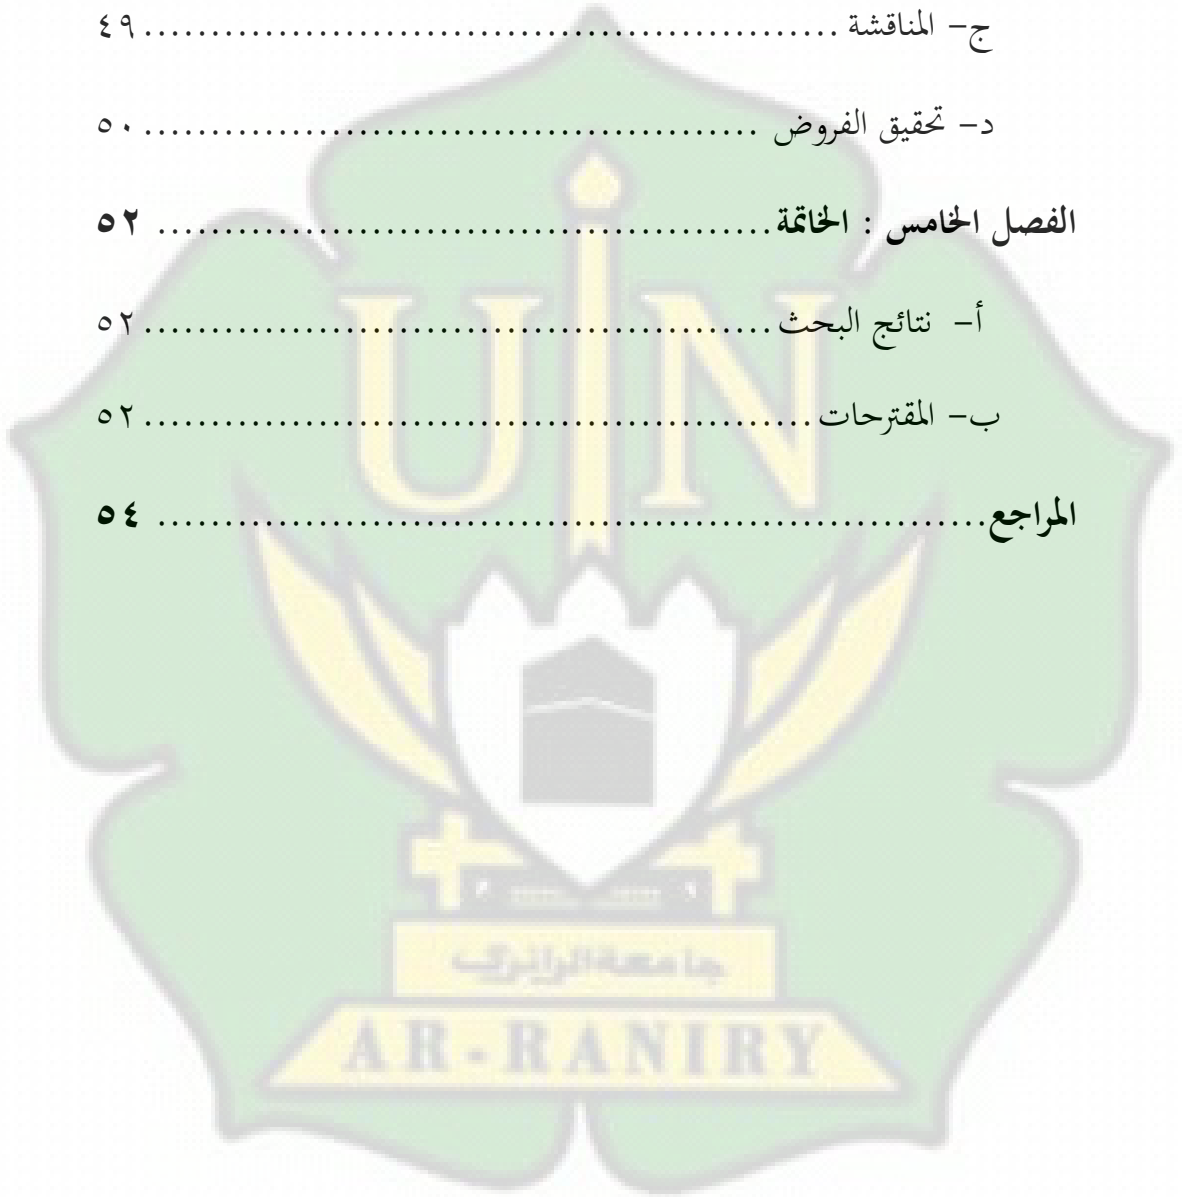 ج- المناقشة ..................................................... ٤٩
د- تحقيق الفروض ............................................... ٥٠
الفصل الخامس : الخاتمة............................................... ٥٢
أ- نتائج البحث................................................ ٥٢
ب- المقترحات................................................... ٥٢
المراجع............................................................... ٥٤
UIN
جامعة الرانري
AR-RANIRY